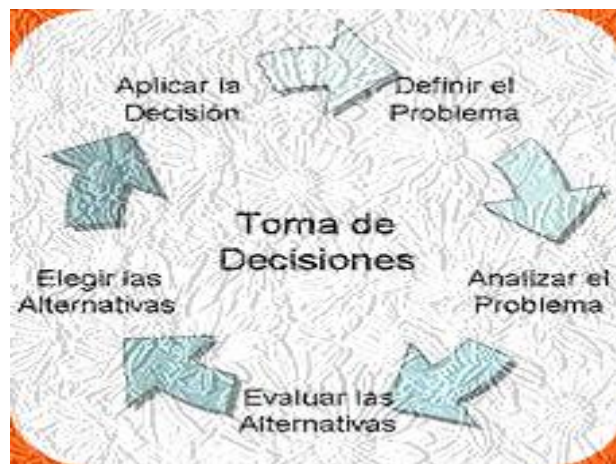 Aplicar la
Decisión
Definir el
Problema
Toma de
Decisiones
Analizar el
Problema
Evaluar las
Alternativas
Elegir las
Alternativas